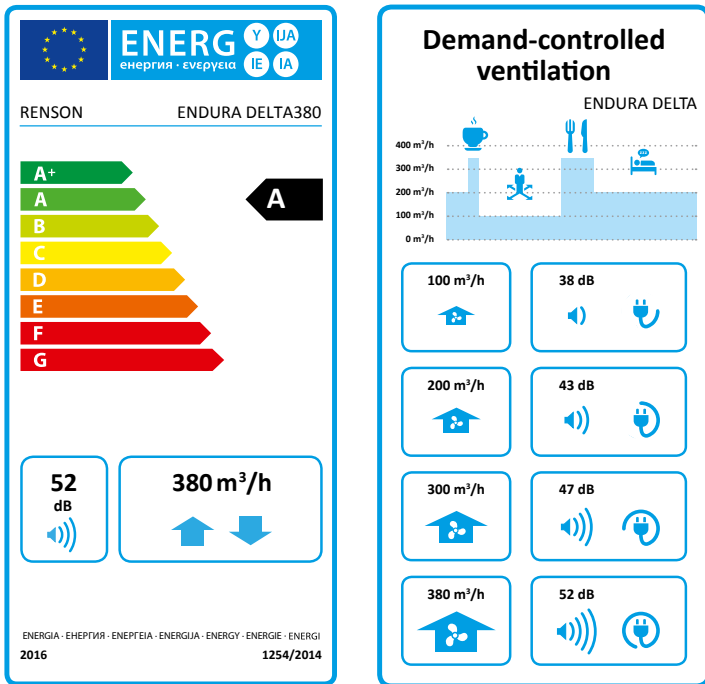 ENERG Y IJA
енергия · ενεργεια IE IA
RENSON ENDURA DELTA380
A+
A
A
B
C
D
E
F
G
52
dB
380 m³/h
ENERGIA · ЕНЕРГИЯ · ΕΝΕΡΓΕΙΑ · ENERGIJA · ENERGY · ENERGIE · ENERGI
2016 1254/2014
Demand-controlled
ventilation
ENDURA DELTA
400 m³/h
300 m³/h
200 m³/h
100 m³/h
0 m³/h
zzz
100 m³/h
38 dB
200 m³/h
43 dB
300 m³/h
47 dB
380 m³/h
52 dB